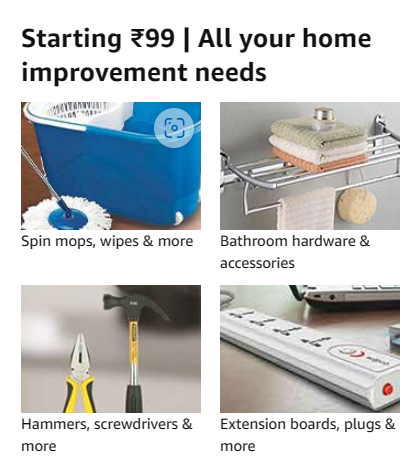 Starting ₹99 | All your home
improvement needs
Spin mops, wipes & more
Bathroom hardware &
accessories
Hammers, screwdrivers &
more
Extension boards, plugs &
more